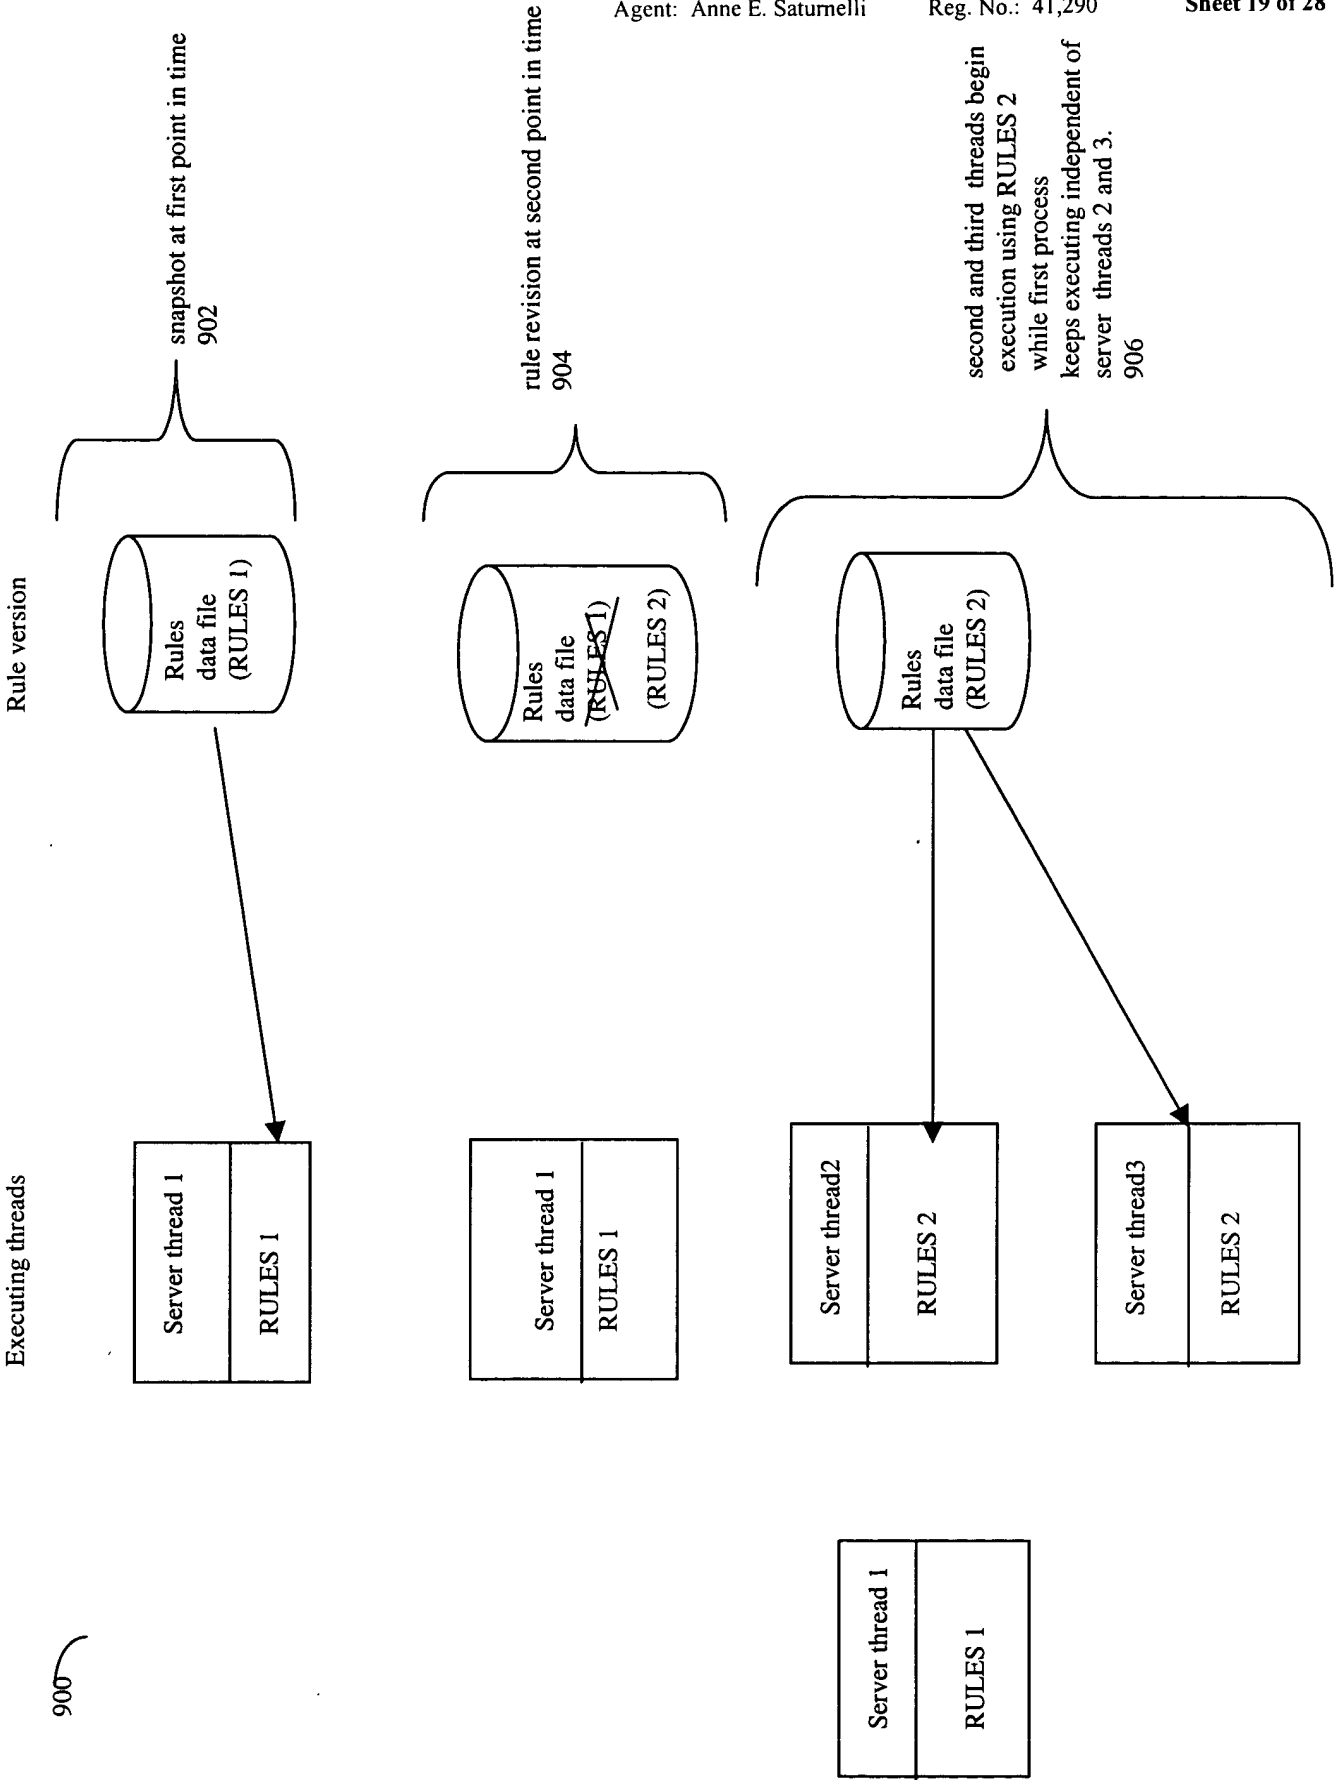 Agent: Anne E. Saturnelli Reg. No.: 41,290 Sheet 19 of 28
900
Executing threads
Rule version
Server thread 1
RULES 1
Rules
data file
(RULES 1)
snapshot at first point in time
902
Server thread 1
RULES 1
Rules
data file
(RULES 1)
(RULES 2)
rule revision at second point in time
904
Server thread 1
RULES 1
Server thread2
RULES 2
Server thread3
RULES 2
Rules
data file
(RULES 2)
second and third threads begin
execution using RULES 2
while first process
keeps executing independent of
server threads 2 and 3.
906